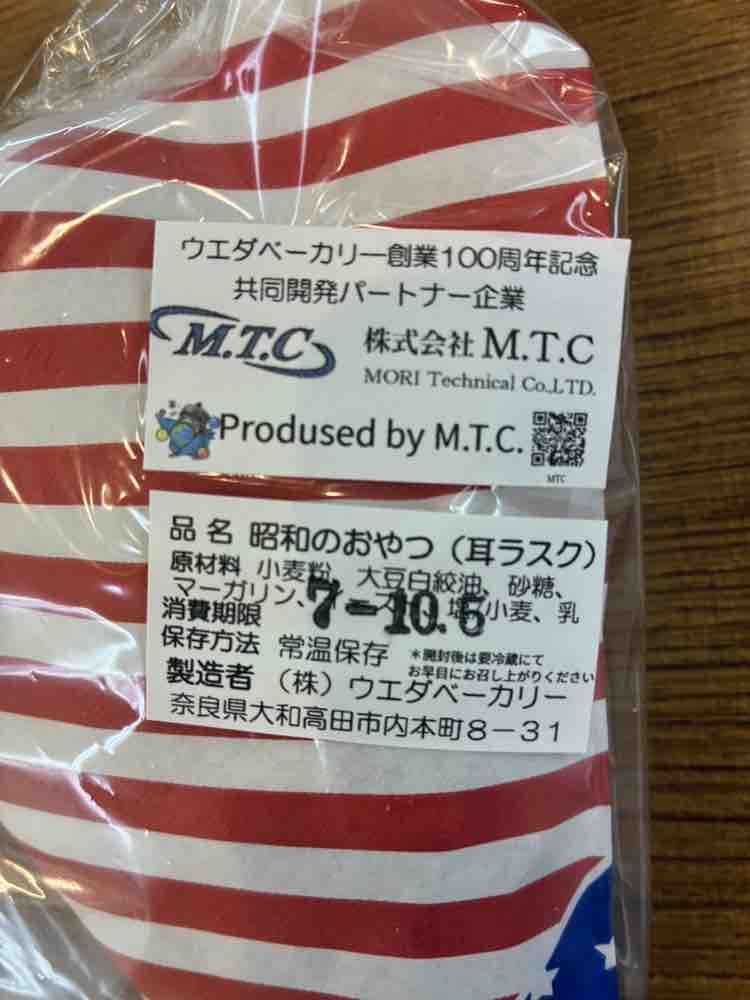 ウエダベーカリー創業100周年記念
共同開発パートナー企業
M.T.C
株式会社 M.T.C
MORI Technical Co.,LTD.
Prodused by M.T.C.
MTC
品名 昭和のおやつ（耳ラスク）
原材料 小麦粉、大豆白絞油、砂糖、
マーガリン、 塩、小麦、乳
消費期限 7-10.6
保存方法 常温保存 *開封後は要冷蔵にて
お早目にお召し上がりください
製造者 （株）ウエダベーカリー
奈良県大和高田市内本町8-31